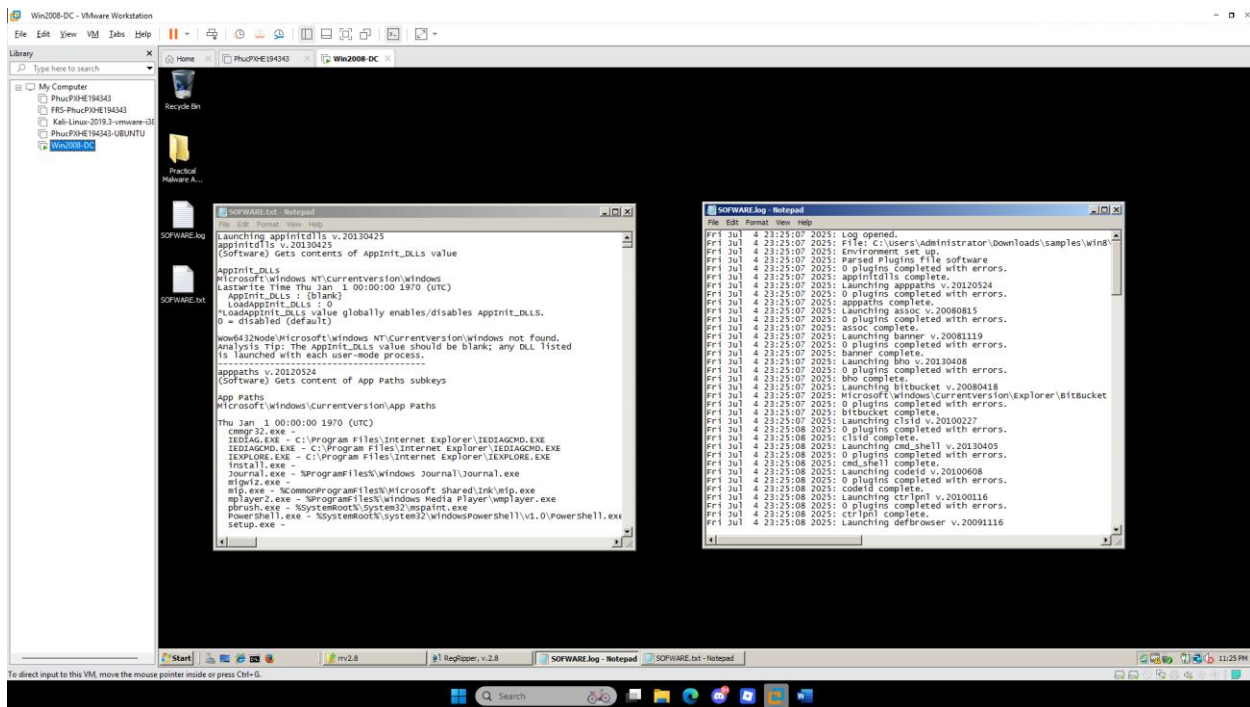 Win2008-DC - VMware Workstation
File Edit View VM Tabs Help
Library
Type here to search
My Computer
PhucPXHE194343
FRS-PhucPXHE194343
Kali-Linux-2019.3-vmware-i38
PhucPXHE194343-UBUNTU
Win2008-DC
Home PhucPXHE194343 Win2008-DC
Recycle Bin
Practical
Malware A...
SOFWARE.log
SOFWARE.txt
SOFWARE.txt - Notepad
File Edit Format View Help
Launching appinitdlls v.20130425
appinitdlls v.20130425
(Software) Gets contents of AppInit_DLLs value
AppInit_DLLs
Microsoft\Windows NT\CurrentVersion\Windows
LastWrite Time Thu Jan 1 00:00:00 1970 (UTC)
AppInit_DLLs : {blank}
LoadAppInit_DLLs : 0
*LoadAppInit_DLLs value globally enables/disables AppInit_DLLS.
0 = disabled (default)
Wow6432Node\Microsoft\Windows NT\CurrentVersion\Windows not found.
Analysis Tip: The AppInit_DLLs value should be blank; any DLL listed
is launched with each user-mode process.
----------------------------------------
apppaths v.20120524
(Software) Gets content of App Paths subkeys
App Paths
Microsoft\Windows\CurrentVersion\App Paths
Thu Jan 1 00:00:00 1970 (UTC)
cmmgr32.exe -
IEDIAG.EXE - C:\Program Files\Internet Explorer\IEDIAGCMD.EXE
IEDIAGCMD.EXE - C:\Program Files\Internet Explorer\IEDIAGCMD.EXE
IEXPLORE.EXE - C:\Program Files\Internet Explorer\IEXPLORE.EXE
install.exe -
Journal.exe - %ProgramFiles%\Windows Journal\Journal.exe
migwiz.exe -
mip.exe - %CommonProgramFiles%\Microsoft Shared\Ink\mip.exe
mplayer2.exe - %ProgramFiles%\Windows Media Player\wmplayer.exe
pbrush.exe - %SystemRoot%\System32\mspaint.exe
PowerShell.exe - %SystemRoot%\system32\WindowsPowerShell\v1.0\PowerShell.exe
setup.exe -
SOFWARE.log - Notepad
File Edit Format View Help
Fri Jul 4 23:25:07 2025: Log opened.
Fri Jul 4 23:25:07 2025: File: C:\Users\Administrator\Downloads\samples\Win8\
Fri Jul 4 23:25:07 2025: Environment set up.
Fri Jul 4 23:25:07 2025: Parsed Plugins file software
Fri Jul 4 23:25:07 2025: 0 plugins completed with errors.
Fri Jul 4 23:25:07 2025: appinitdlls complete.
Fri Jul 4 23:25:07 2025: Launching apppaths v.20120524
Fri Jul 4 23:25:07 2025: 0 plugins completed with errors.
Fri Jul 4 23:25:07 2025: apppaths complete.
Fri Jul 4 23:25:07 2025: Launching assoc v.20080815
Fri Jul 4 23:25:07 2025: 0 plugins completed with errors.
Fri Jul 4 23:25:07 2025: assoc complete.
Fri Jul 4 23:25:07 2025: Launching banner v.20081119
Fri Jul 4 23:25:07 2025: 0 plugins completed with errors.
Fri Jul 4 23:25:07 2025: banner complete.
Fri Jul 4 23:25:07 2025: Launching bho v.20130408
Fri Jul 4 23:25:07 2025: 0 plugins completed with errors.
Fri Jul 4 23:25:07 2025: bho complete.
Fri Jul 4 23:25:07 2025: Launching bitbucket v.20080418
Fri Jul 4 23:25:07 2025: Microsoft\Windows\CurrentVersion\Explorer\BitBucket
Fri Jul 4 23:25:07 2025: 0 plugins completed with errors.
Fri Jul 4 23:25:07 2025: bitbucket complete.
Fri Jul 4 23:25:07 2025: Launching clsid v.20100227
Fri Jul 4 23:25:08 2025: 0 plugins completed with errors.
Fri Jul 4 23:25:08 2025: clsid complete.
Fri Jul 4 23:25:08 2025: Launching cmd_shell v.20130405
Fri Jul 4 23:25:08 2025: 0 plugins completed with errors.
Fri Jul 4 23:25:08 2025: cmd_shell complete.
Fri Jul 4 23:25:08 2025: Launching codeid v.20100608
Fri Jul 4 23:25:08 2025: 0 plugins completed with errors.
Fri Jul 4 23:25:08 2025: codeid complete.
Fri Jul 4 23:25:08 2025: Launching ctrlpnl v.20100116
Fri Jul 4 23:25:08 2025: 0 plugins completed with errors.
Fri Jul 4 23:25:08 2025: ctrlpnl complete.
Fri Jul 4 23:25:08 2025: Launching defbrowser v.20091116
Start rrv2.8 RegRipper, v.2.8 SOFWARE.log - Notepad SOFWARE.txt - Notepad 11:25 PM
To direct input to this VM, move the mouse pointer inside or press Ctrl+G.
Search